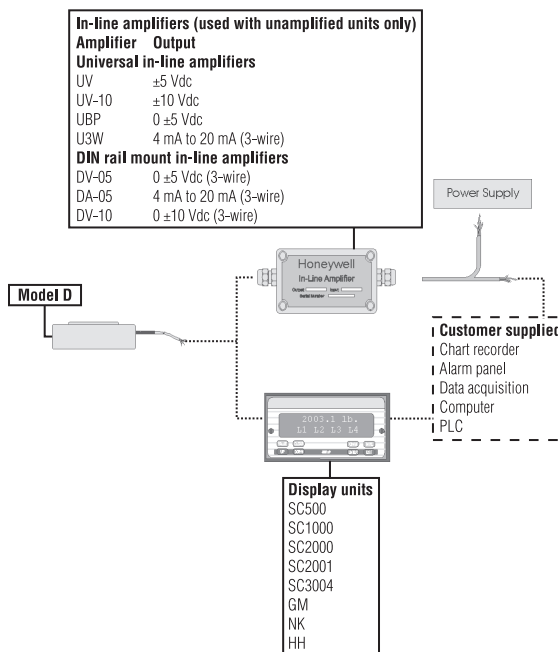 In-line amplifiers (used with unamplified units only)
Amplifier Output
Universal in-line amplifiers
UV ±5 Vdc
UV-10 ±10 Vdc
UBP 0 ±5 Vdc
U3W 4 mA to 20 mA (3-wire)
DIN rail mount in-line amplifiers
DV-05 0 ±5 Vdc (3-wire)
DA-05 4 mA to 20 mA (3-wire)
DV-10 0 ±10 Vdc (3-wire)
Power Supply
Honeywell
In-Line Amplifier
Output Input
Serial Number
Model D
Customer supplied
Chart recorder
Alarm panel
Data acquisition
Computer
PLC
2003.1 lb.
L1 L2 L3 L4
Display units
SC500
SC1000
SC2000
SC2001
SC3004
GM
NK
HH